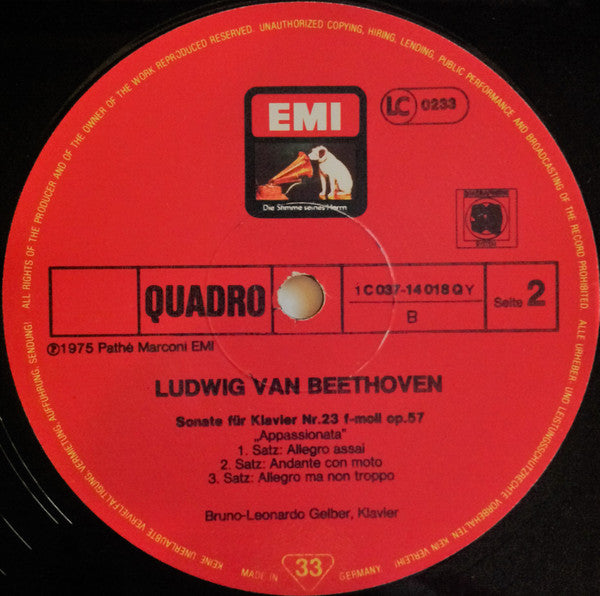 ALL RIGHTS OF THE PRODUCER AND OF THE OWNER OF THE WORK REPRODUCED RESERVED. UNAUTHORIZED COPYING, HIRING, LENDING, PUBLIC PERFORMANCE AND BROADCASTING OF THE RECORD PROHIBITED.
EMI
LC 0233
Die Stimme seines Herrn
QUADRO
1C 037-14 018 Q Y
B
Seite 2
Ⓟ1975 Pathé Marconi EMI
LUDWIG VAN BEETHOVEN
Sonate für Klavier Nr.23 f-moll op.57
„Appassionata"
1. Satz: Allegro assai
2. Satz: Andante con moto
3. Satz: Allegro ma non troppo
Bruno-Leonardo Gelber, Klavier
ALLE URHEBER- UND LEISTUNGSSCHUTZRECHTE VORBEHALTEN. KEIN VERLEIH! KEINE UNERLAUBTE VERVIELFÄLTIGUNG, VERMIETUNG, AUFFÜHRUNG, SENDUNG!
MADE IN 33 GERMANY